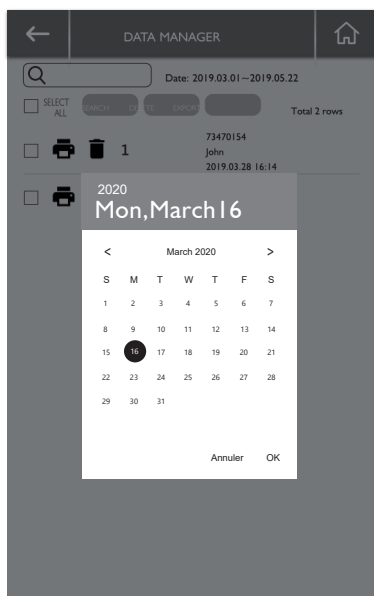 DATA MANAGER
Date: 2019.03.01~2019.05.22
SELECT
ALL
SEARCH DELETE EXPORT
Total 2 rows
73470154
1 John
2019.03.28 16:14
2020
Mon,March16
< March 2020 >
S M T W T F S
1 2 3 4 5 6 7
8 9 10 11 12 13 14
15 16 17 18 19 20 21
22 23 24 25 26 27 28
29 30 31
Annuler OK